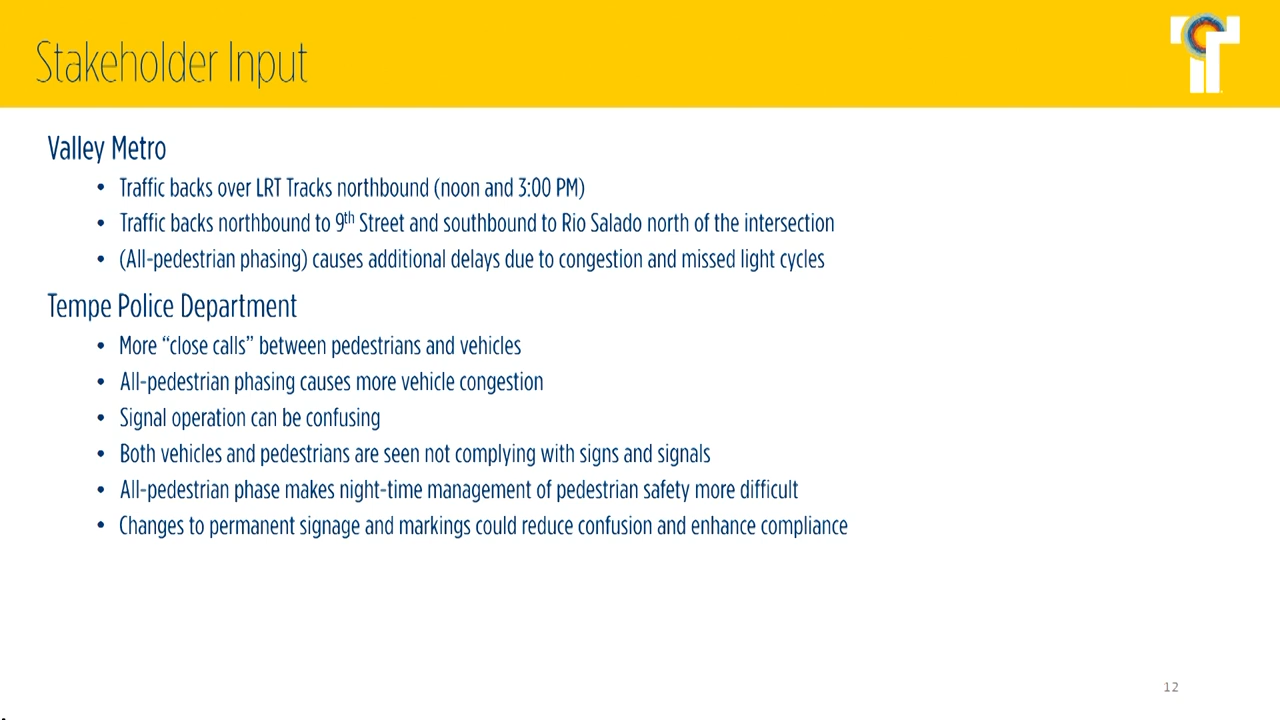 Stakeholder Input
Valley Metro
• Traffic backs over LRT Tracks northbound (noon and 3:00 PM)
• Traffic backs northbound to 9th Street and southbound to Rio Salado north of the intersection
• (All-pedestrian phasing) causes additional delays due to congestion and missed light cycles
Tempe Police Department
• More “close calls” between pedestrians and vehicles
• All-pedestrian phasing causes more vehicle congestion
• Signal operation can be confusing
• Both vehicles and pedestrians are seen not complying with signs and signals
• All-pedestrian phase makes night-time management of pedestrian safety more difficult
• Changes to permanent signage and markings could reduce confusion and enhance compliance
12